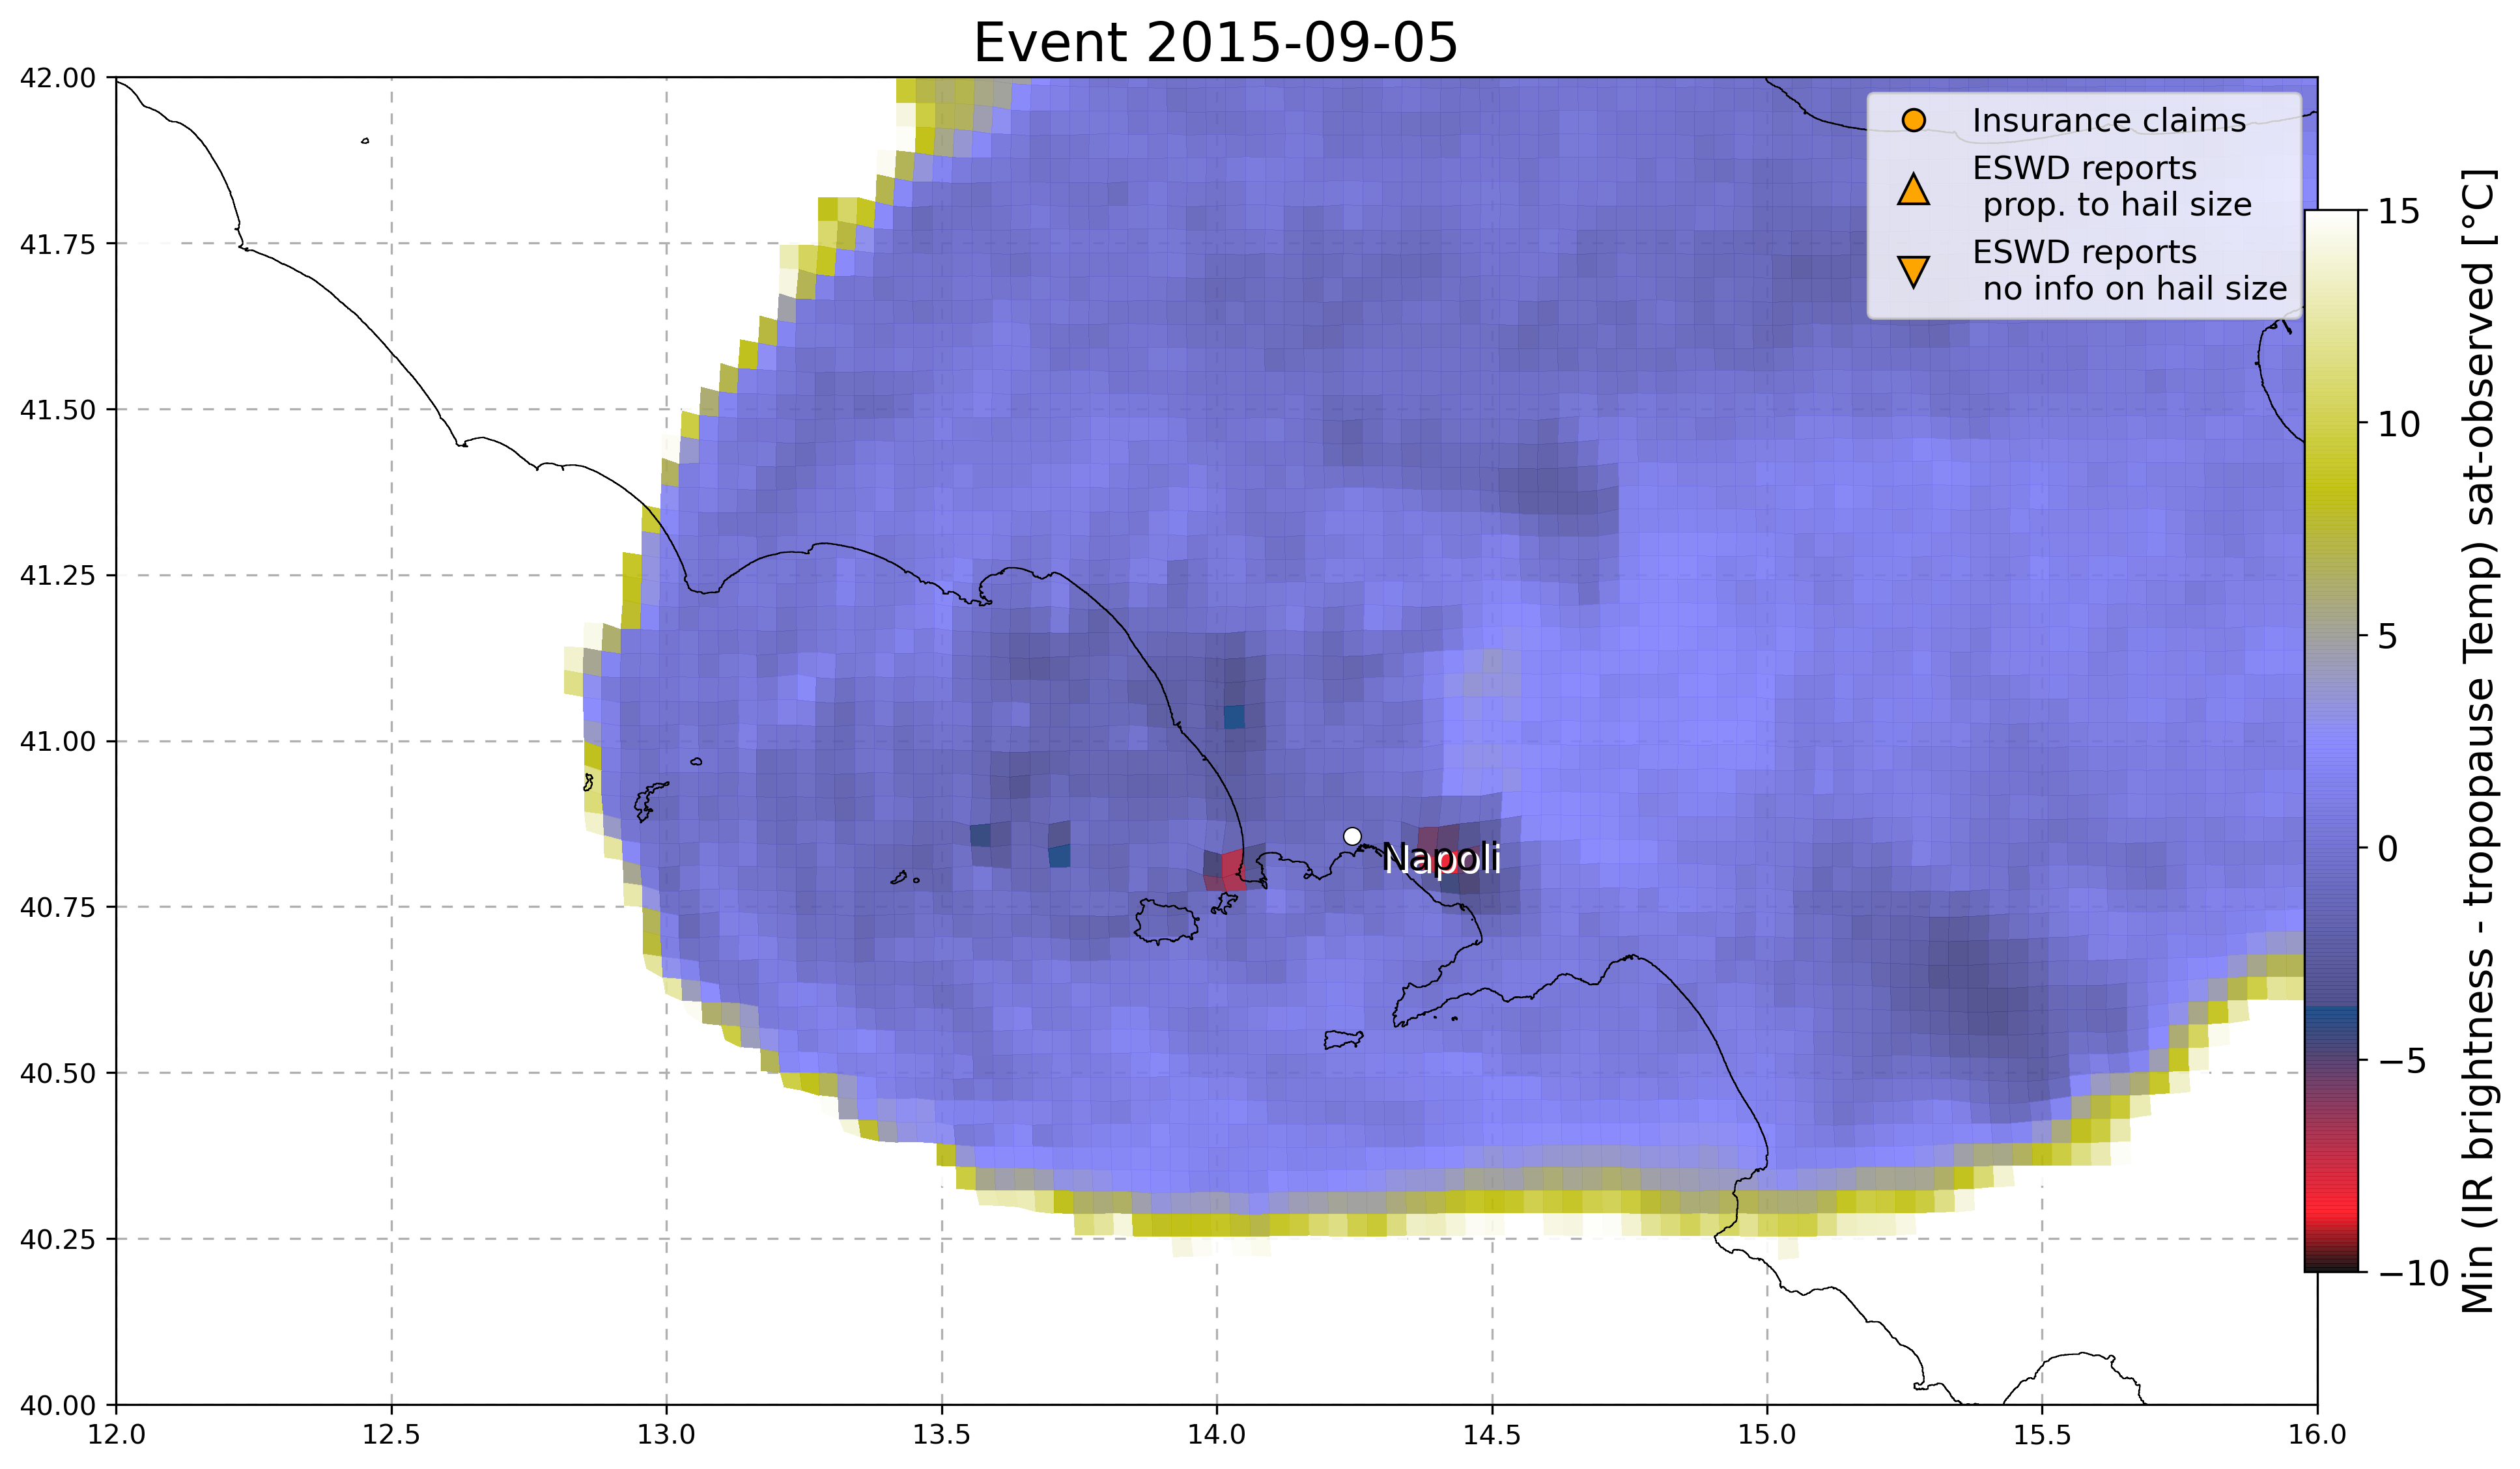 Event 2015-09-05
42.00
41.75
41.50
41.25
41.00
40.75
40.50
40.25
40.00
12.0 12.5 13.0 13.5 14.0 14.5 15.0 15.5 16.0
Insurance claims
ESWD reports
prop. to hail size
ESWD reports
no info on hail size
Napoli
15
10
5
0
−5
−10
Min (IR brightness - tropopause Temp) sat-observed [°C]